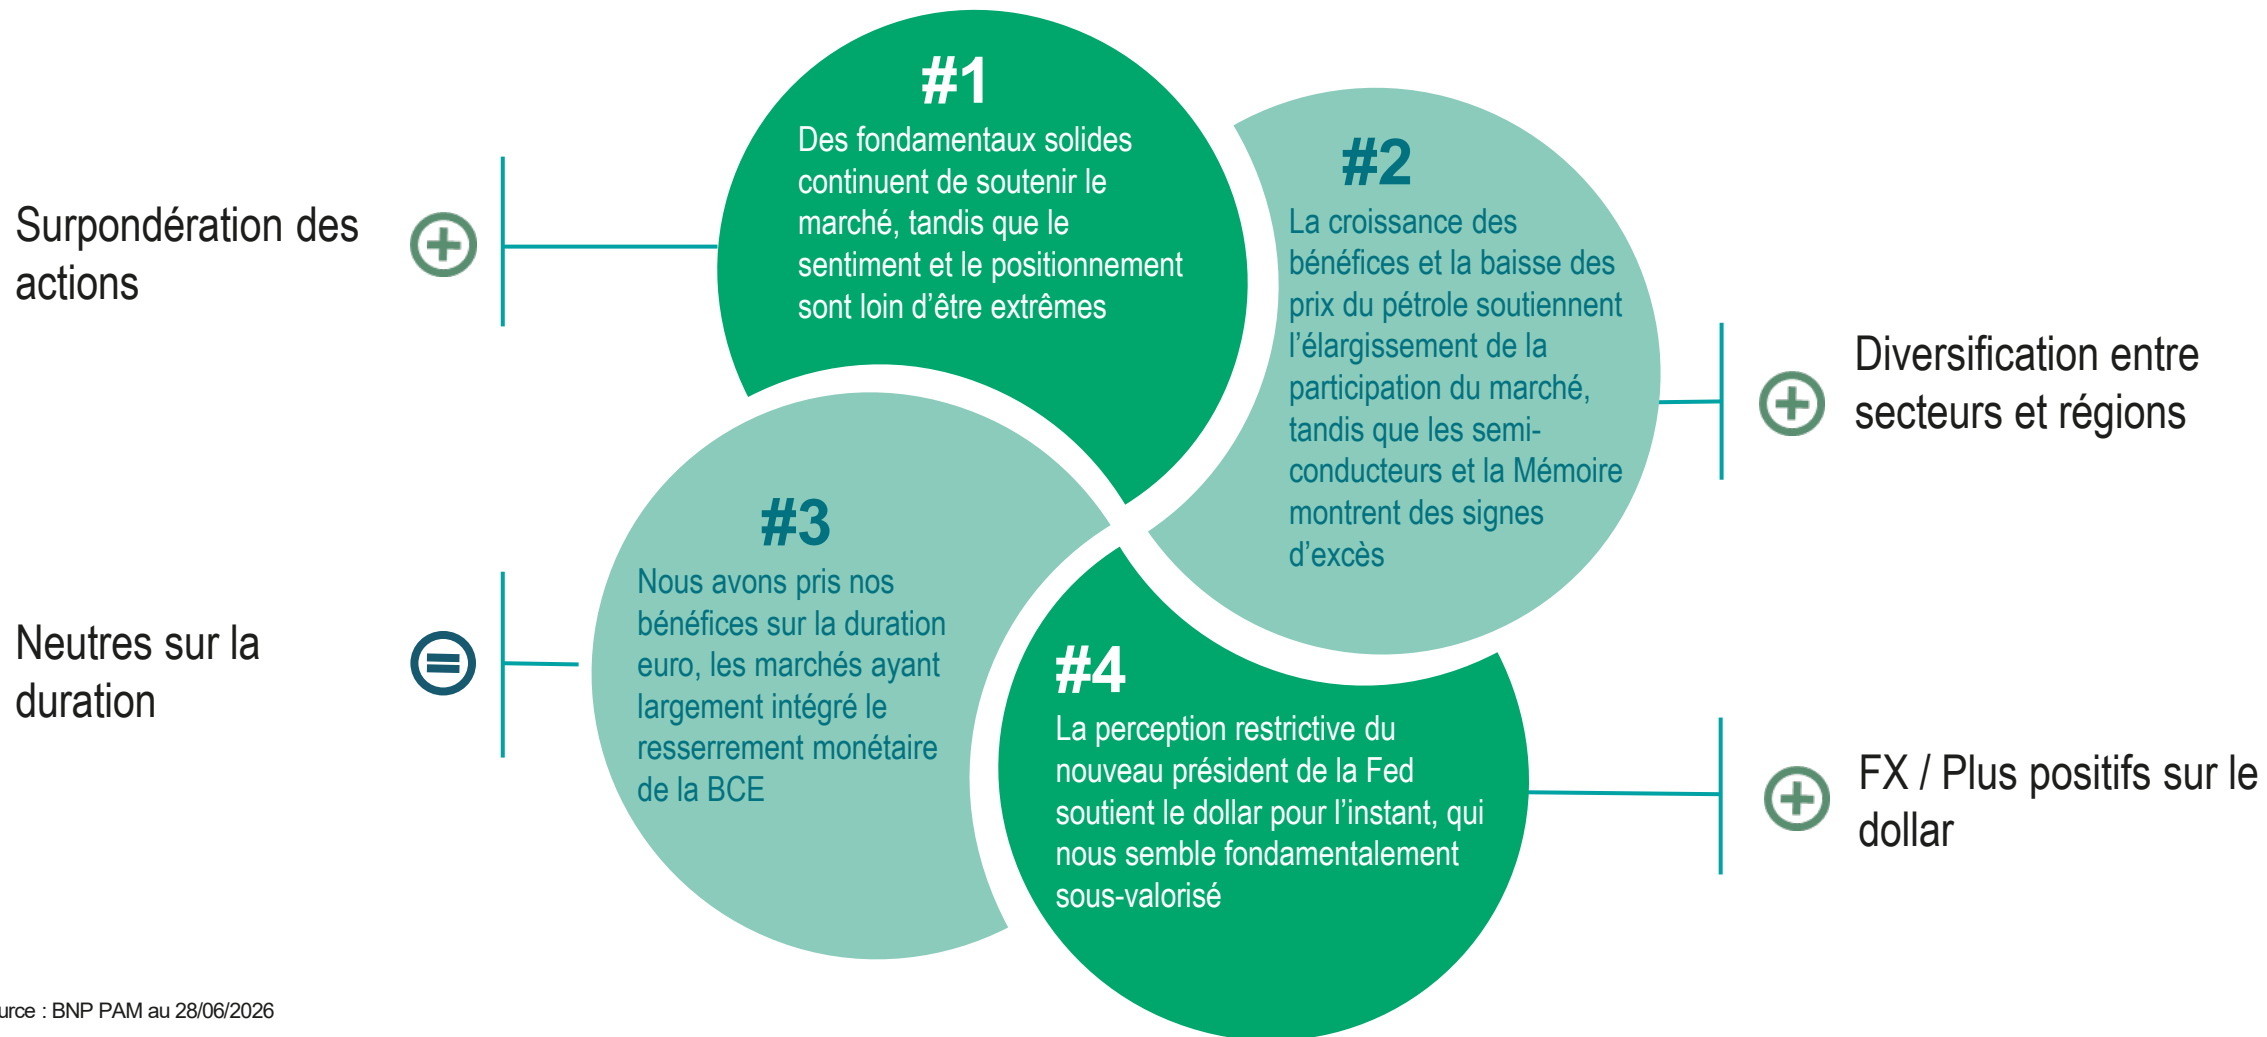 Surpondération des
actions
#1
Des fondamentaux solides
continuent de soutenir le
marché, tandis que le
sentiment et le positionnement
sont loin d’être extrêmes
#2
La croissance des
bénéfices et la baisse des
prix du pétrole soutiennent
l’élargissement de la
participation du marché,
tandis que les semi-
conducteurs et la Mémoire
montrent des signes
d’excès
Diversification entre
secteurs et régions
Neutres sur la
duration
#3
Nous avons pris nos
bénéfices sur la duration
euro, les marchés ayant
largement intégré le
resserrement monétaire
de la BCE
#4
La perception restrictive du
nouveau président de la Fed
soutient le dollar pour l’instant, qui
nous semble fondamentalement
sous-valorisé
FX / Plus positifs sur le
dollar
urce : BNP PAM au 28/06/2026